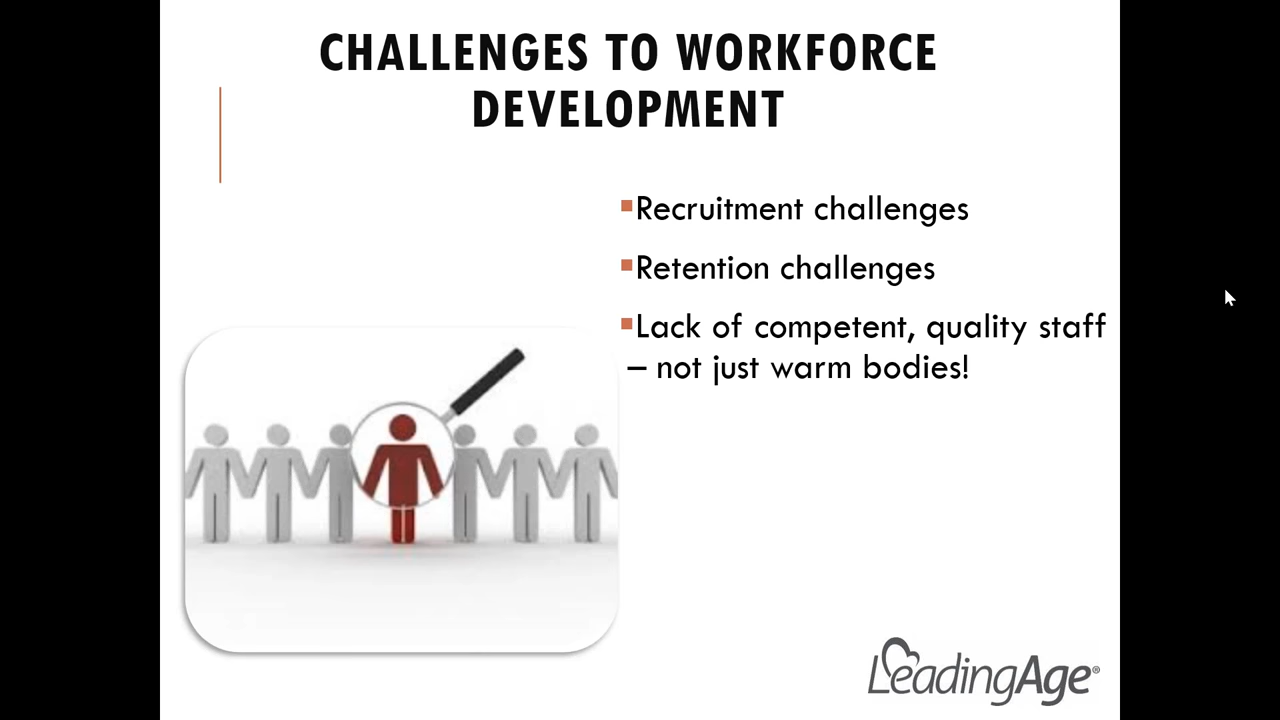 CHALLENGES TO WORKFORCE
DEVELOPMENT
▪Recruitment challenges
▪Retention challenges
▪Lack of competent, quality staff
– not just warm bodies!
LeadingAge®